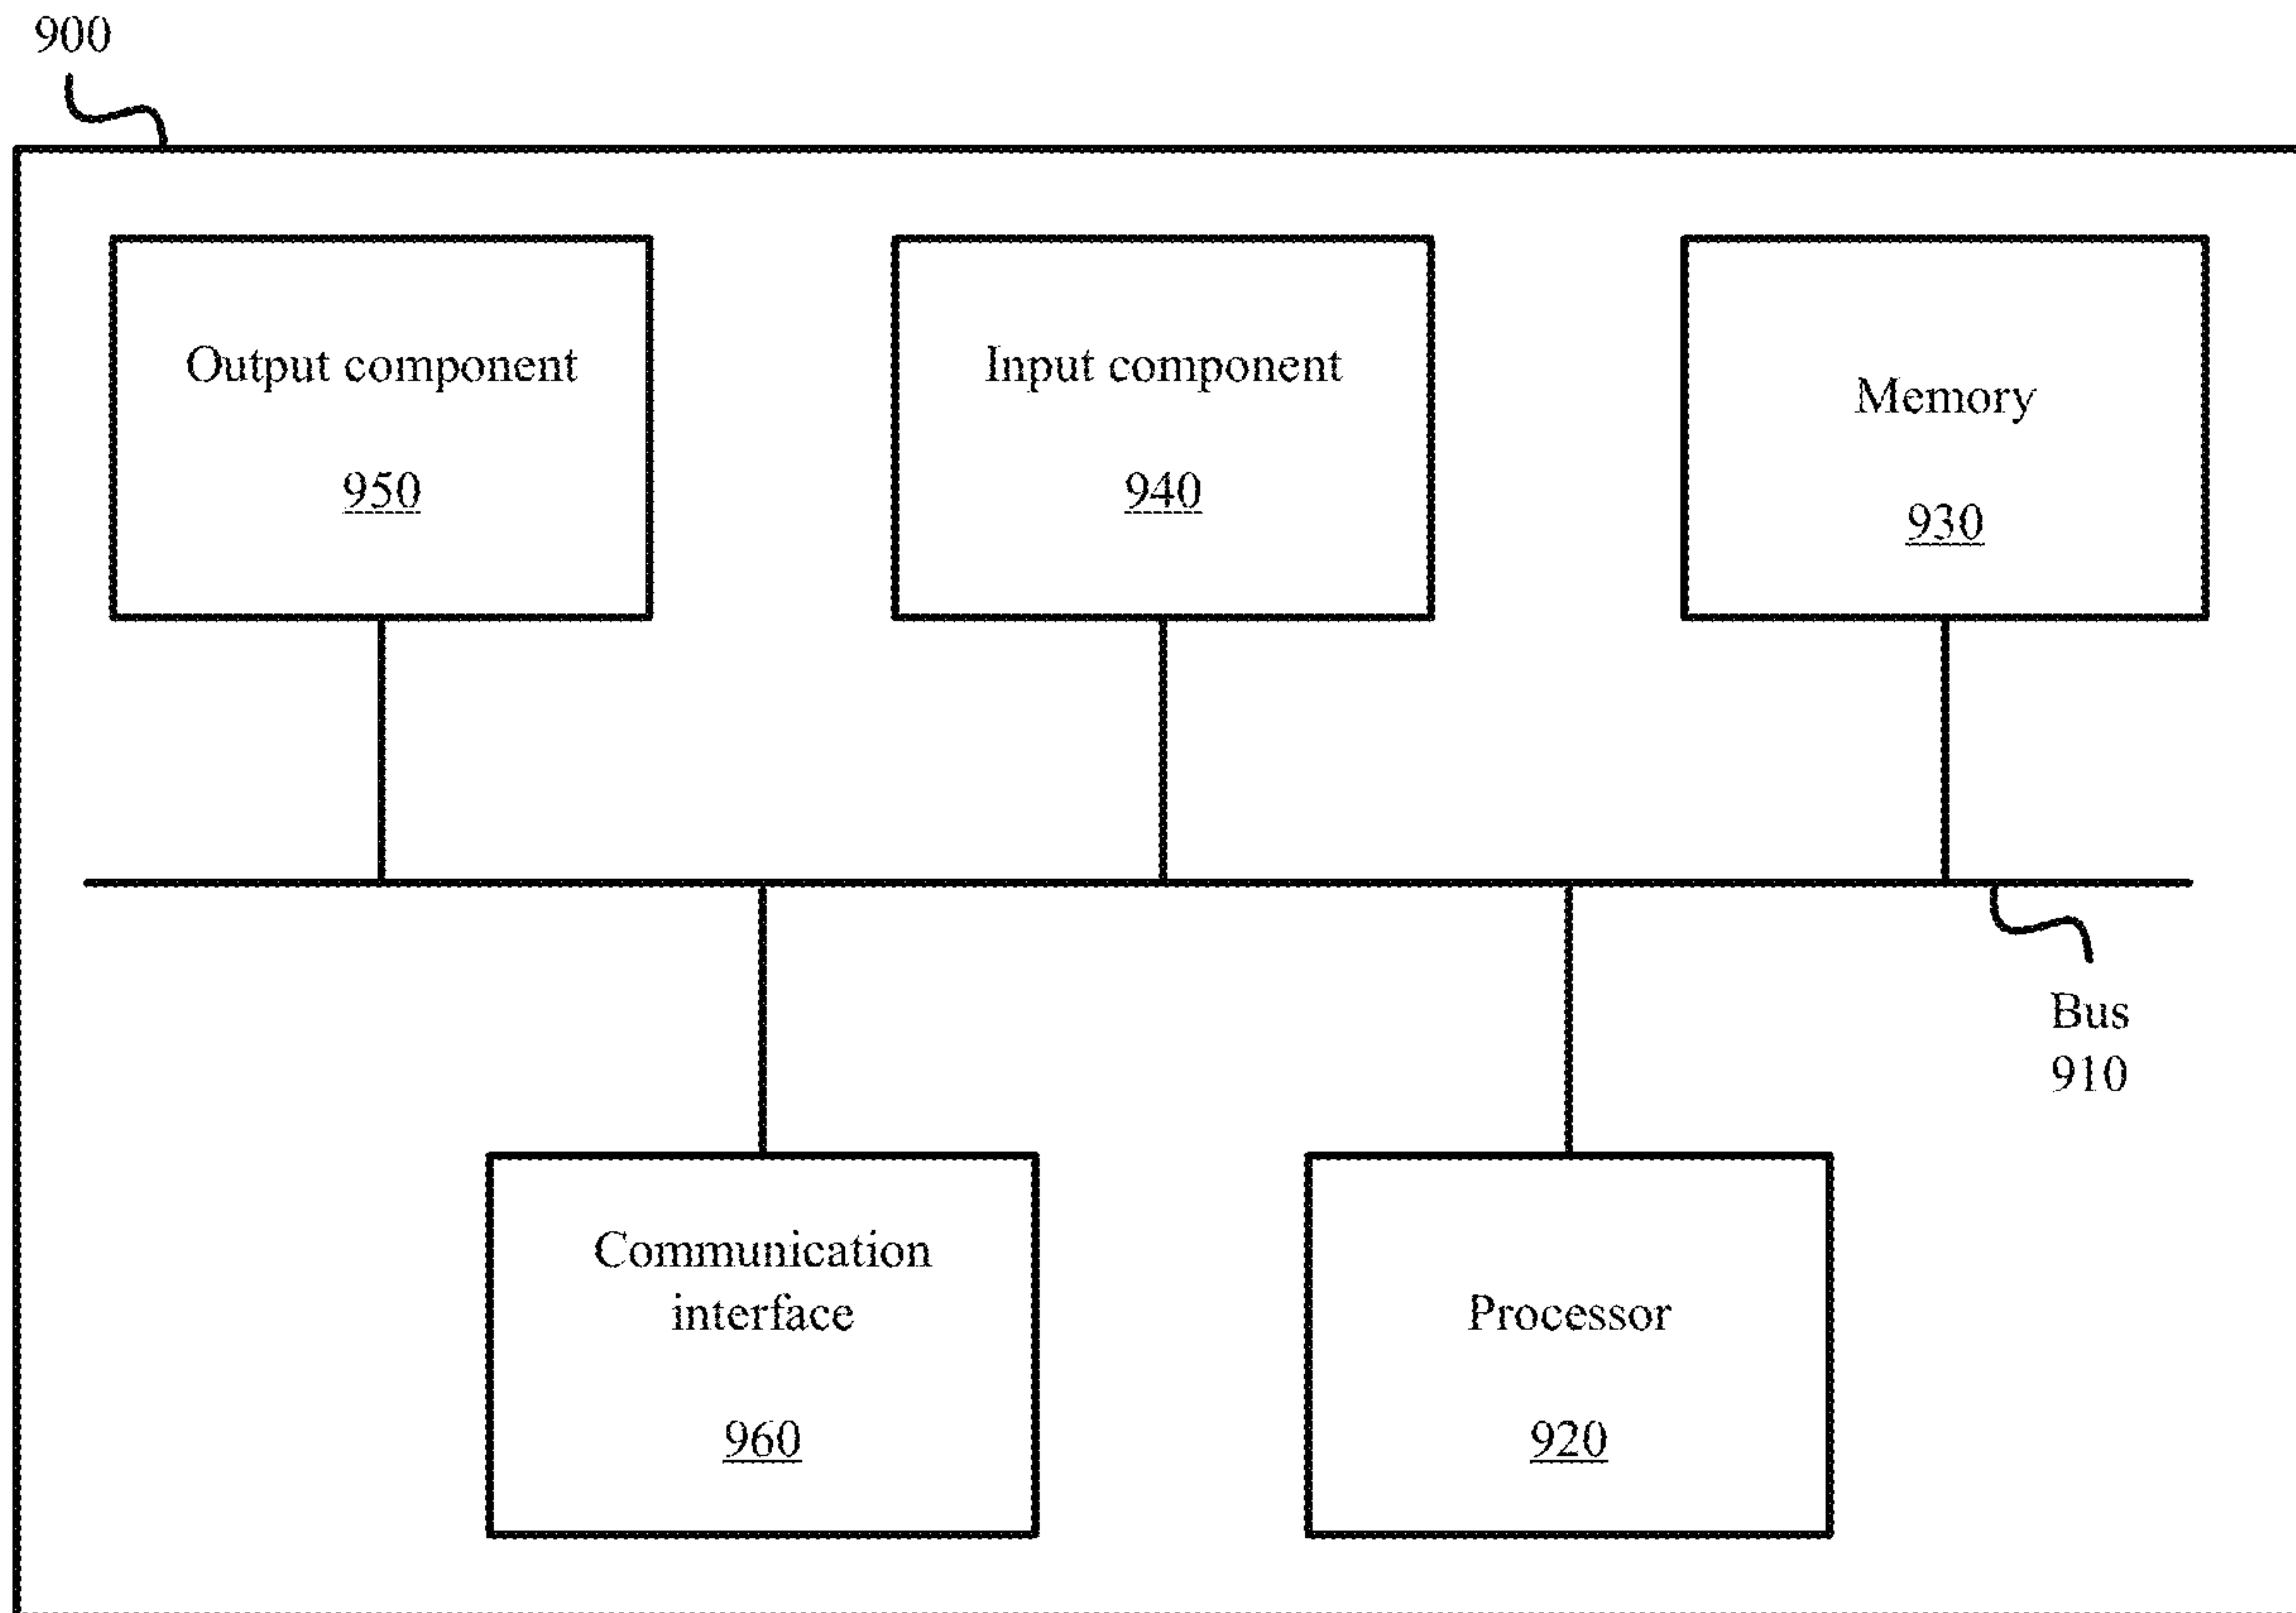 900
Output component
950
Input component
940
Memory
930
Bus
910
Communication
interface
960
Processor
920